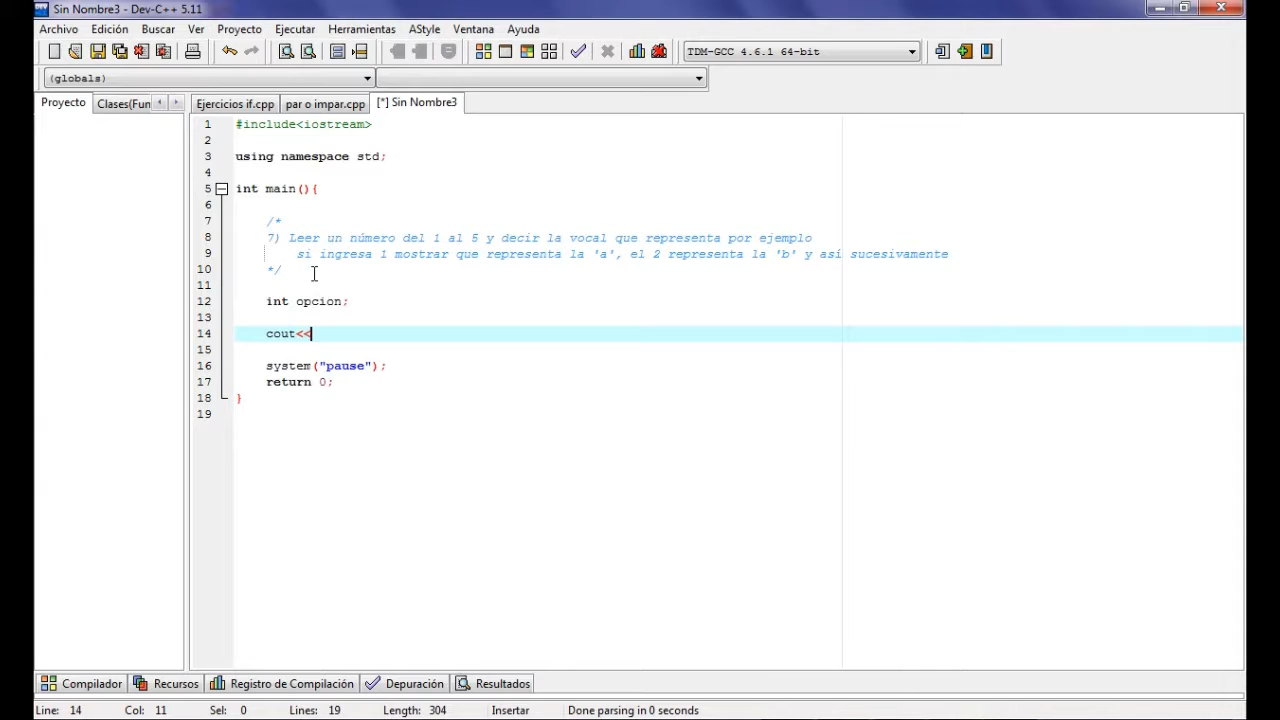 Sin Nombre3 - Dev-C++ 5.11
Archivo Edición Buscar Ver Proyecto Ejecutar Herramientas AStyle Ventana Ayuda
TDM-GCC 4.6.1 64-bit
(globals)
Proyecto Clases(Fun Ejercicios if.cpp par o impar.cpp [*] Sin Nombre3
1 #include<iostream>
2
3 using namespace std;
4
5 int main(){
6
7 /*
8 7) Leer un número del 1 al 5 y decir la vocal que representa por ejemplo
9 si ingresa 1 mostrar que representa la 'a', el 2 representa la 'b' y así sucesivamente
10 */
11
12 int opcion;
13
14 cout<<
15
16 system("pause");
17 return 0;
18 }
19
Compilador Recursos Registro de Compilación Depuración Resultados
Line: 14 Col: 11 Sel: 0 Lines: 19 Length: 304 Insertar Done parsing in 0 seconds